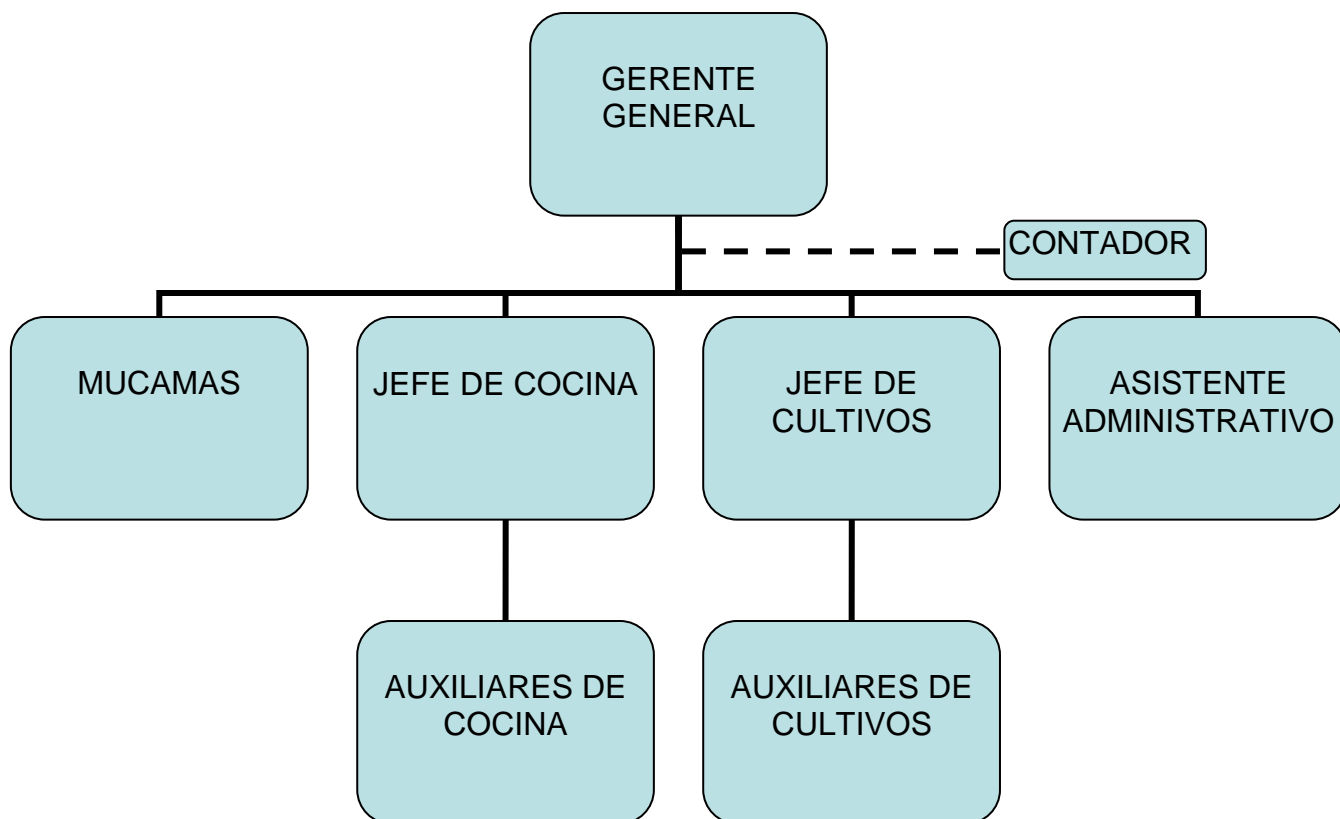 GERENTE
GENERAL
CONTADOR
MUCAMAS
JEFE DE COCINA
JEFE DE
CULTIVOS
ASISTENTE
ADMINISTRATIVO
AUXILIARES DE
COCINA
AUXILIARES DE
CULTIVOS